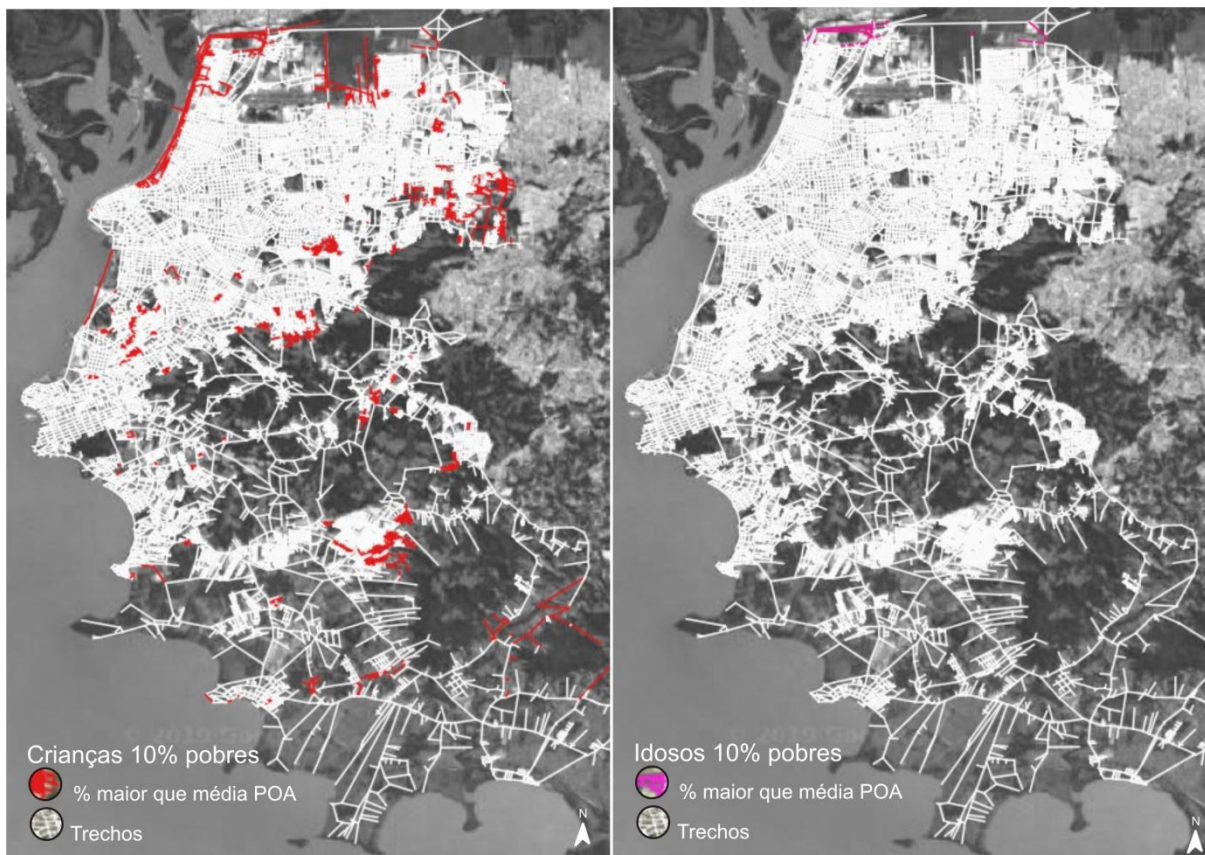 Crianças 10% pobres
% maior que média POA
Trechos
N
Idosos 10% pobres
% maior que média POA
Trechos
N